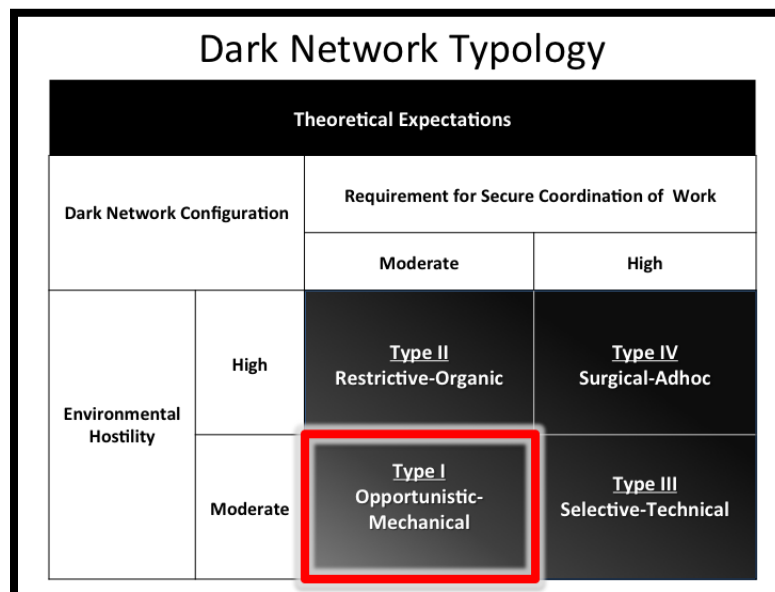 Dark Network Typology
Theoretical Expectations
Dark Network Configuration
Requirement for Secure Coordination of Work
Moderate
High
Environmental
Hostility
High
Type II
Restrictive-Organic
Type IV
Surgical-Adhoc
Moderate
Type I
Opportunistic-
Mechanical
Type III
Selective-Technical